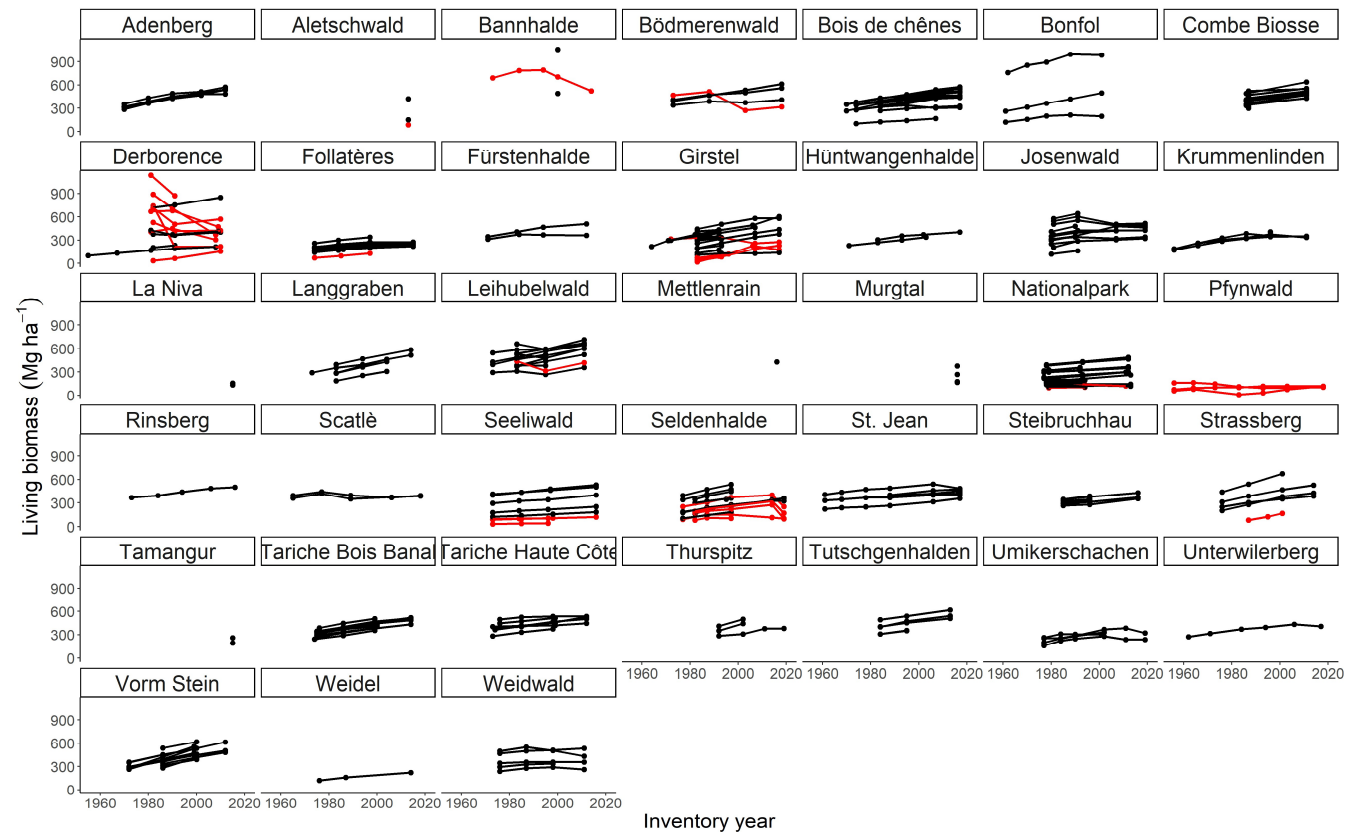 Adenberg Aletschwald Bannhalde Bödmerenwald Bois de chênes Bonfol Combe Biosse
900
600
300
0
Derborence Follatères Fürstenhalde Girstel Hüntwangenhalde Josenwald Krummenlinden
900
600
300
0
La Niva Langgraben Leihubelwald Mettlenrain Murgtal Nationalpark Pfynwald
900
600
300
0
Living biomass (Mg ha⁻¹)
Rinsberg Scatlè Seeliwald Seldenhalde St. Jean Steibruchhau Strassberg
900
600
300
0
Tamangur Tariche Bois Banal Tariche Haute Côte Thurspitz Tutschgenhalden Umikerschachen Unterwilerberg
900
600
300
0
1960 1980 2000 2020 1960 1980 2000 2020 1960 1980 2000 2020 1960 1980 2000 2020
Vorm Stein Weidel Weidwald
900
600
300
0
1960 1980 2000 2020 1960 1980 2000 2020 1960 1980 2000 2020
Inventory year